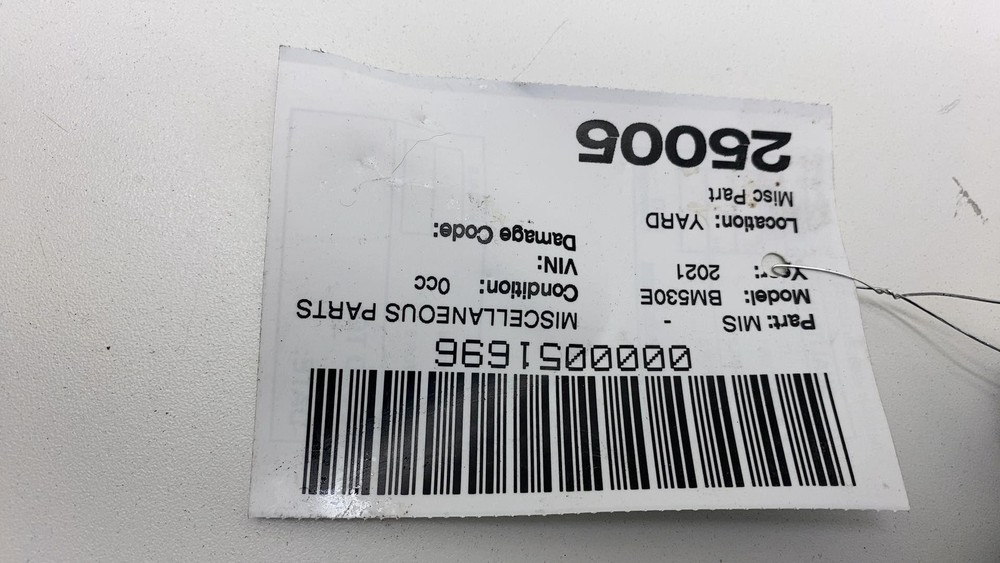 0000051696
Part: MIS - MISCELLANEOUS PARTS
Model: BM530E Condition: 0cc
Year: 2021 VIN:
Damage Code:
Location: YARD
Misc Part
25005